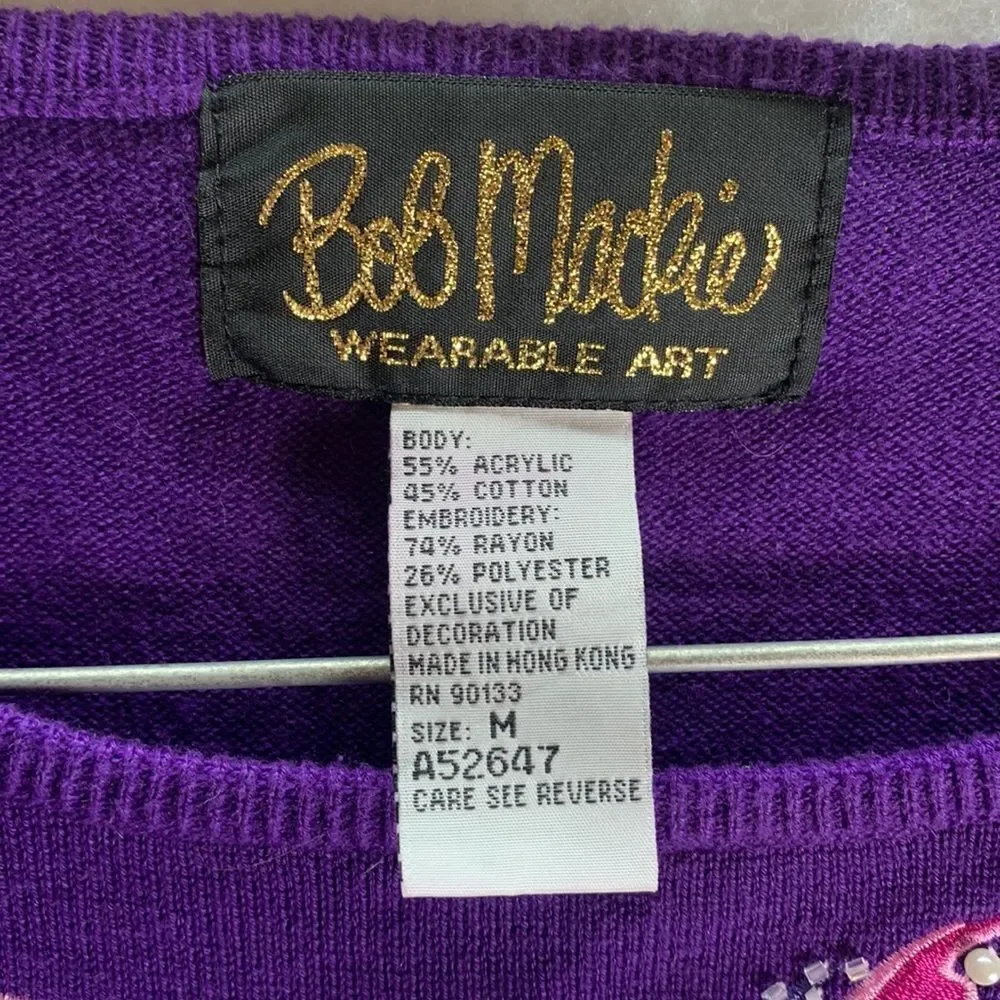 Bob Mackie
WEARABLE ART
BODY:
55% ACRYLIC
45% COTTON
EMBROIDERY:
74% RAYON
26% POLYESTER
EXCLUSIVE OF
DECORATION
MADE IN HONG KONG
RN 90133
SIZE: M
A52647
CARE SEE REVERSE